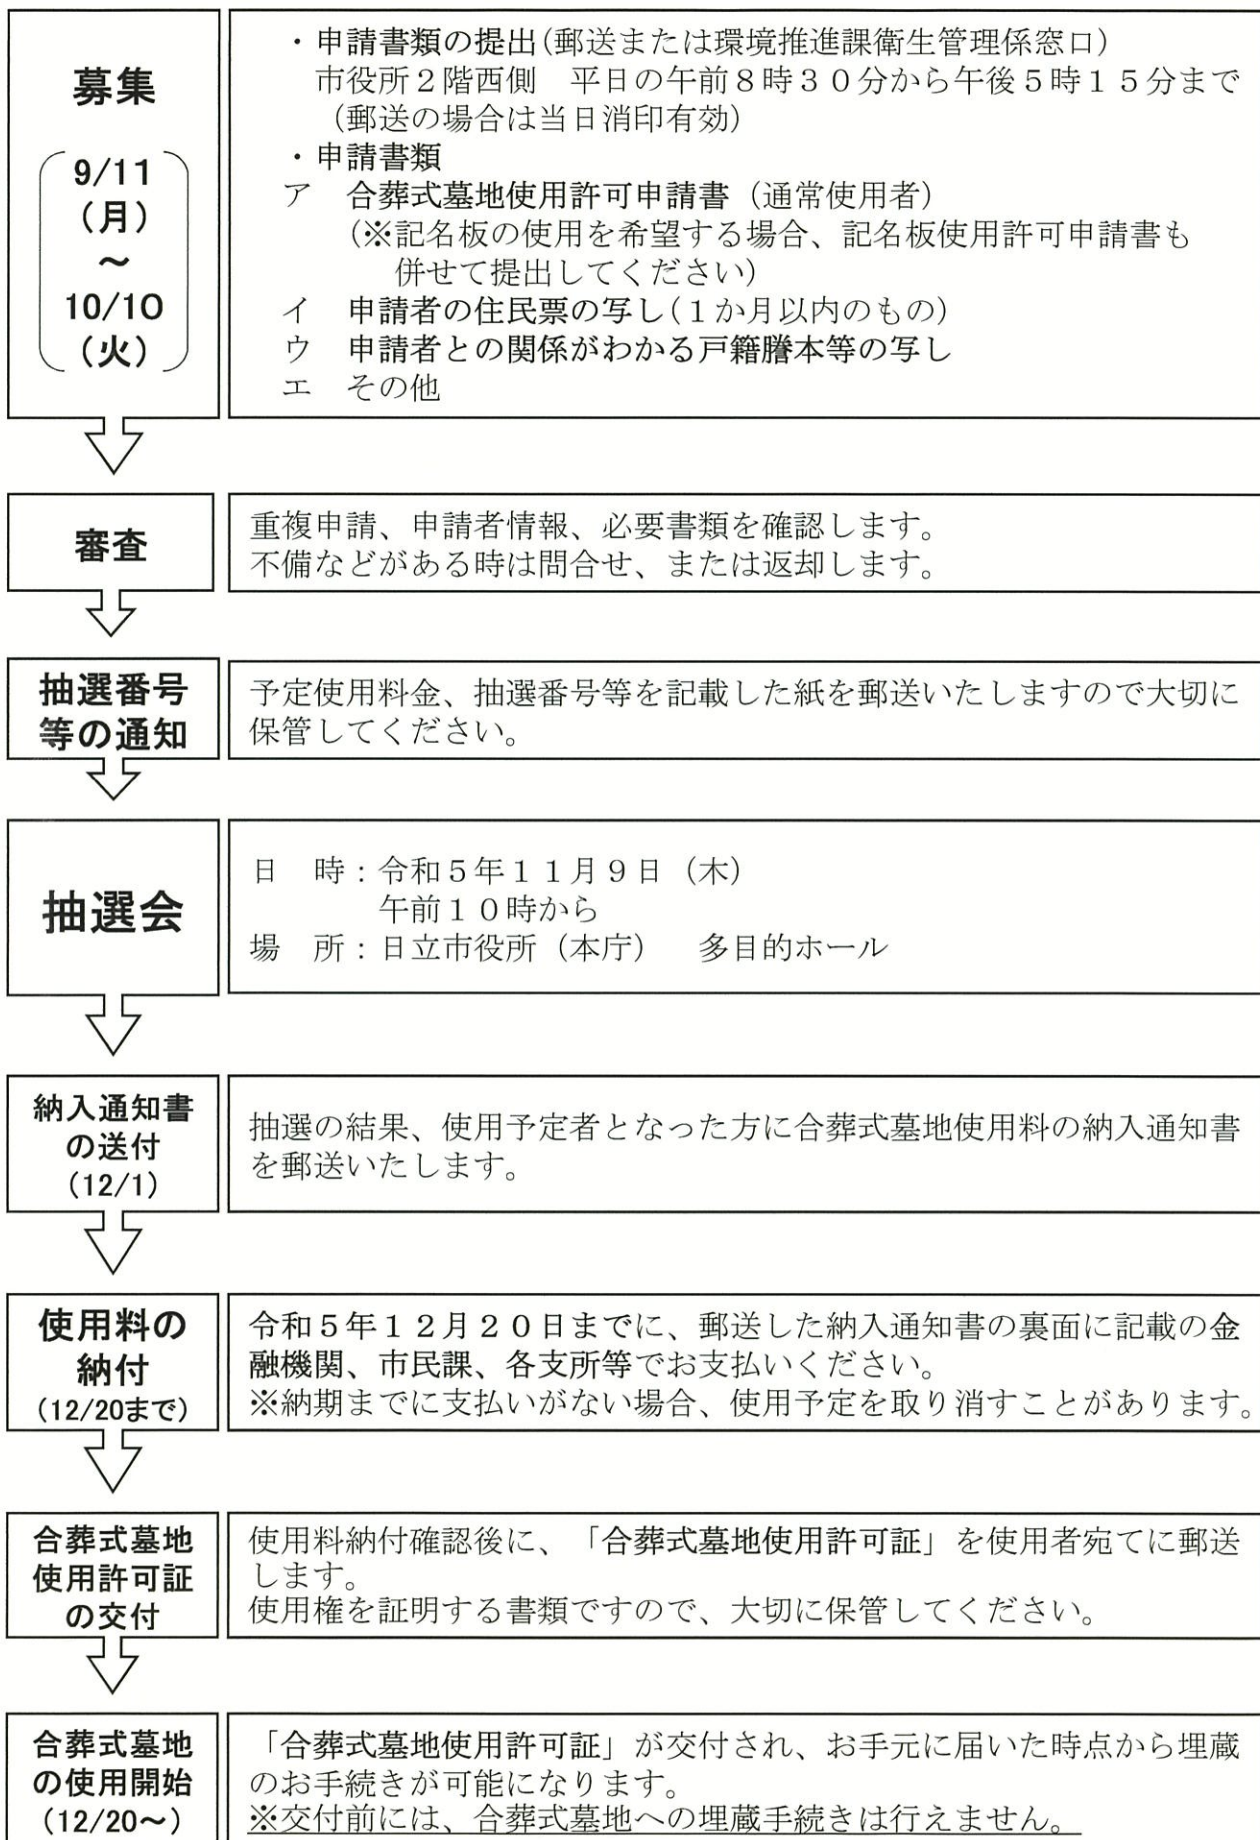 募集
9/11
(月)
～
10/10
(火)
・申請書類の提出(郵送または環境推進課衛生管理係窓口)
市役所２階西側　平日の午前８時３０分から午後５時１５分まで
(郵送の場合は当日消印有効)
・申請書類
ア　合葬式墓地使用許可申請書（通常使用者）
(※記名板の使用を希望する場合、記名板使用許可申請書も
併せて提出してください)
イ　申請者の住民票の写し(１か月以内のもの)
ウ　申請者との関係がわかる戸籍謄本等の写し
エ　その他
審査
重複申請、申請者情報、必要書類を確認します。
不備などがある時は問合せ、または返却します。
抽選番号
等の通知
予定使用料金、抽選番号等を記載した紙を郵送いたしますので大切に
保管してください。
抽選会
日　時：令和５年１１月９日（木）
午前１０時から
場　所：日立市役所（本庁）　多目的ホール
納入通知書
の送付
(12/1)
抽選の結果、使用予定者となった方に合葬式墓地使用料の納入通知書
を郵送いたします。
使用料の
納付
(12/20まで)
令和５年１２月２０日までに、郵送した納入通知書の裏面に記載の金
融機関、市民課、各支所等でお支払いください。
※納期までに支払いがない場合、使用予定を取り消すことがあります。
合葬式墓地
使用許可証
の交付
使用料納付確認後に、「合葬式墓地使用許可証」を使用者宛てに郵送
します。
使用権を証明する書類ですので、大切に保管してください。
合葬式墓地
の使用開始
(12/20～)
「合葬式墓地使用許可証」が交付され、お手元に届いた時点から埋蔵
のお手続きが可能になります。
※交付前には、合葬式墓地への埋蔵手続きは行えません。